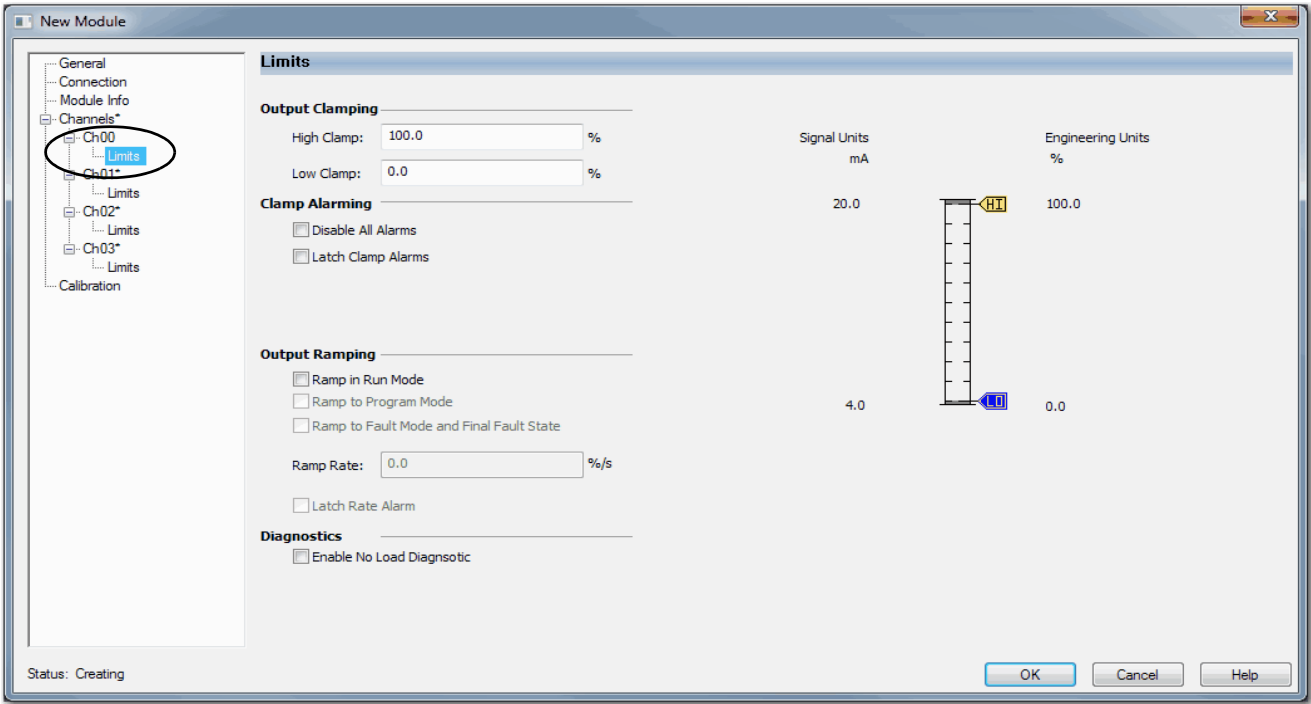 New Module
General
Connection
Module Info
Channels*
Ch00
Limits
Ch01*
Limits
Ch02*
Limits
Ch03*
Limits
Calibration
Limits
Output Clamping
High Clamp: 100.0 %
Low Clamp: 0.0 %
Clamp Alarming
Disable All Alarms
Latch Clamp Alarms
Output Ramping
Ramp in Run Mode
Ramp to Program Mode
Ramp to Fault Mode and Final Fault State
Ramp Rate: 0.0 %/s
Latch Rate Alarm
Diagnostics
Enable No Load Diagnsotic
Signal Units Engineering Units
mA %
20.0 HI 100.0
4.0 LO 0.0
Status: Creating
OK Cancel Help